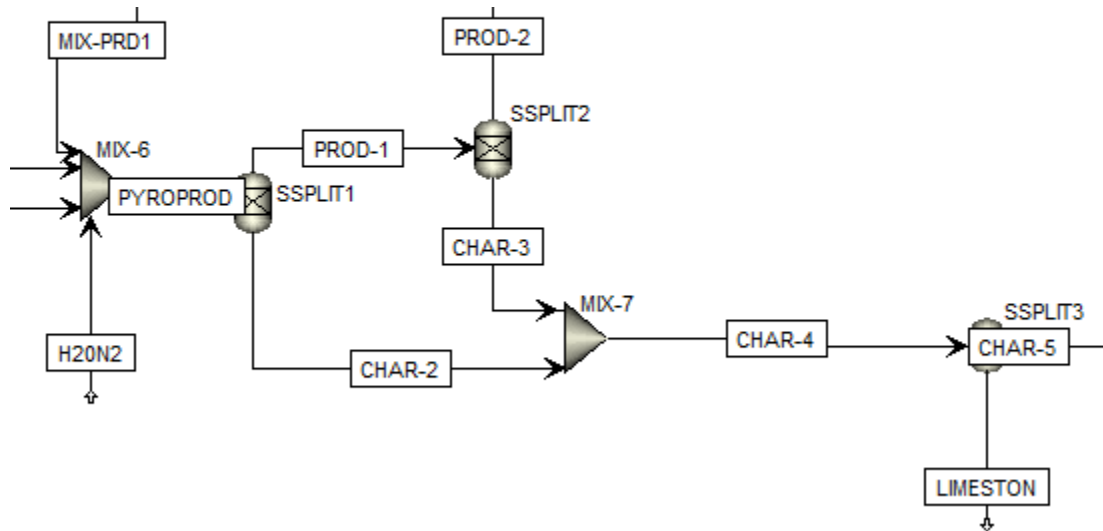 MIX-PRD1
PROD-2
SSPLIT2
MIX-6
PROD-1
PYROPROD
SSPLIT1
CHAR-3
MIX-7
H20N2
CHAR-2
CHAR-4
SSPLIT3
CHAR-5
LIMESTON